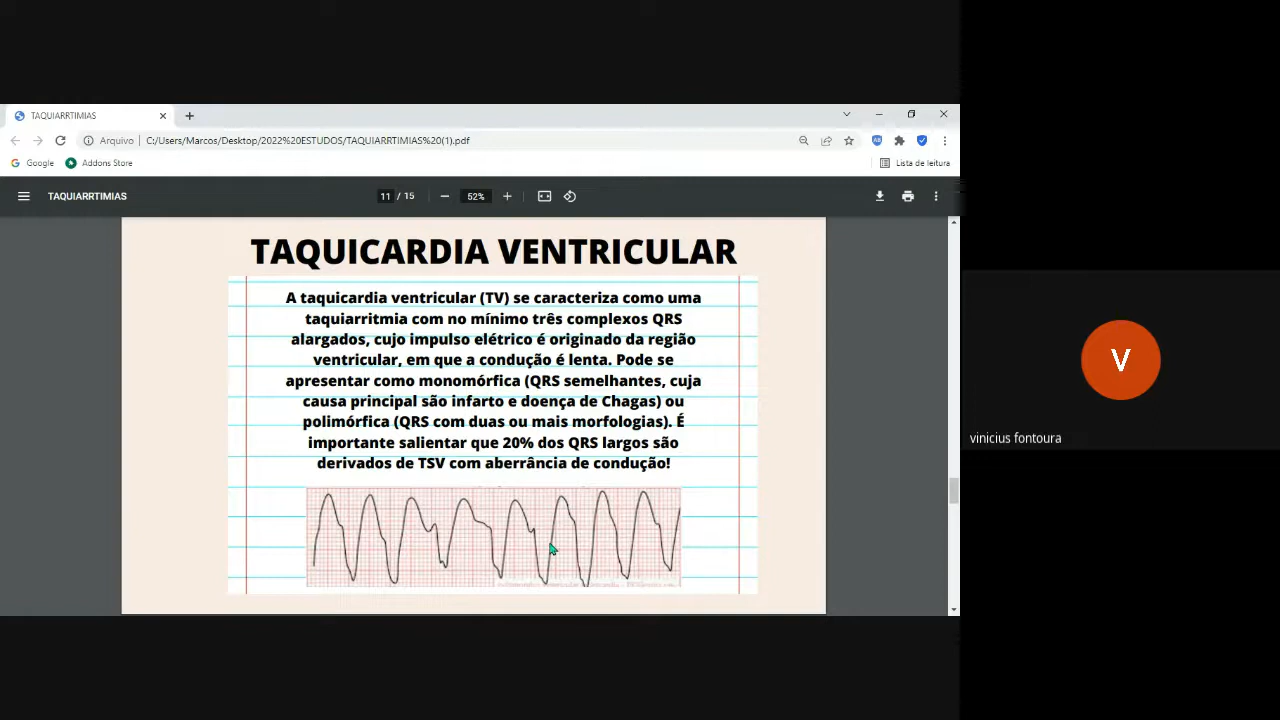 TAQUIARRTIMIAS
Arquivo
C:/Users/Marcos/Desktop/2022%20ESTUDOS/TAQUIARRTIMIAS%20(1).pdf
Google
Addons Store
Lista de leitura
TAQUIARRTIMIAS
11 / 15
52%
TAQUICARDIA VENTRICULAR
A taquicardia ventricular (TV) se caracteriza como uma
taquiarritmia com no mínimo três complexos QRS
alargados, cujo impulso elétrico é originado da região
ventricular, em que a condução é lenta. Pode se
apresentar como monomórfica (QRS semelhantes, cuja
causa principal são infarto e doença de Chagas) ou
polimórfica (QRS com duas ou mais morfologias). É
importante salientar que 20% dos QRS largos são
derivados de TSV com aberrância de condução!
V
vinicius fontoura